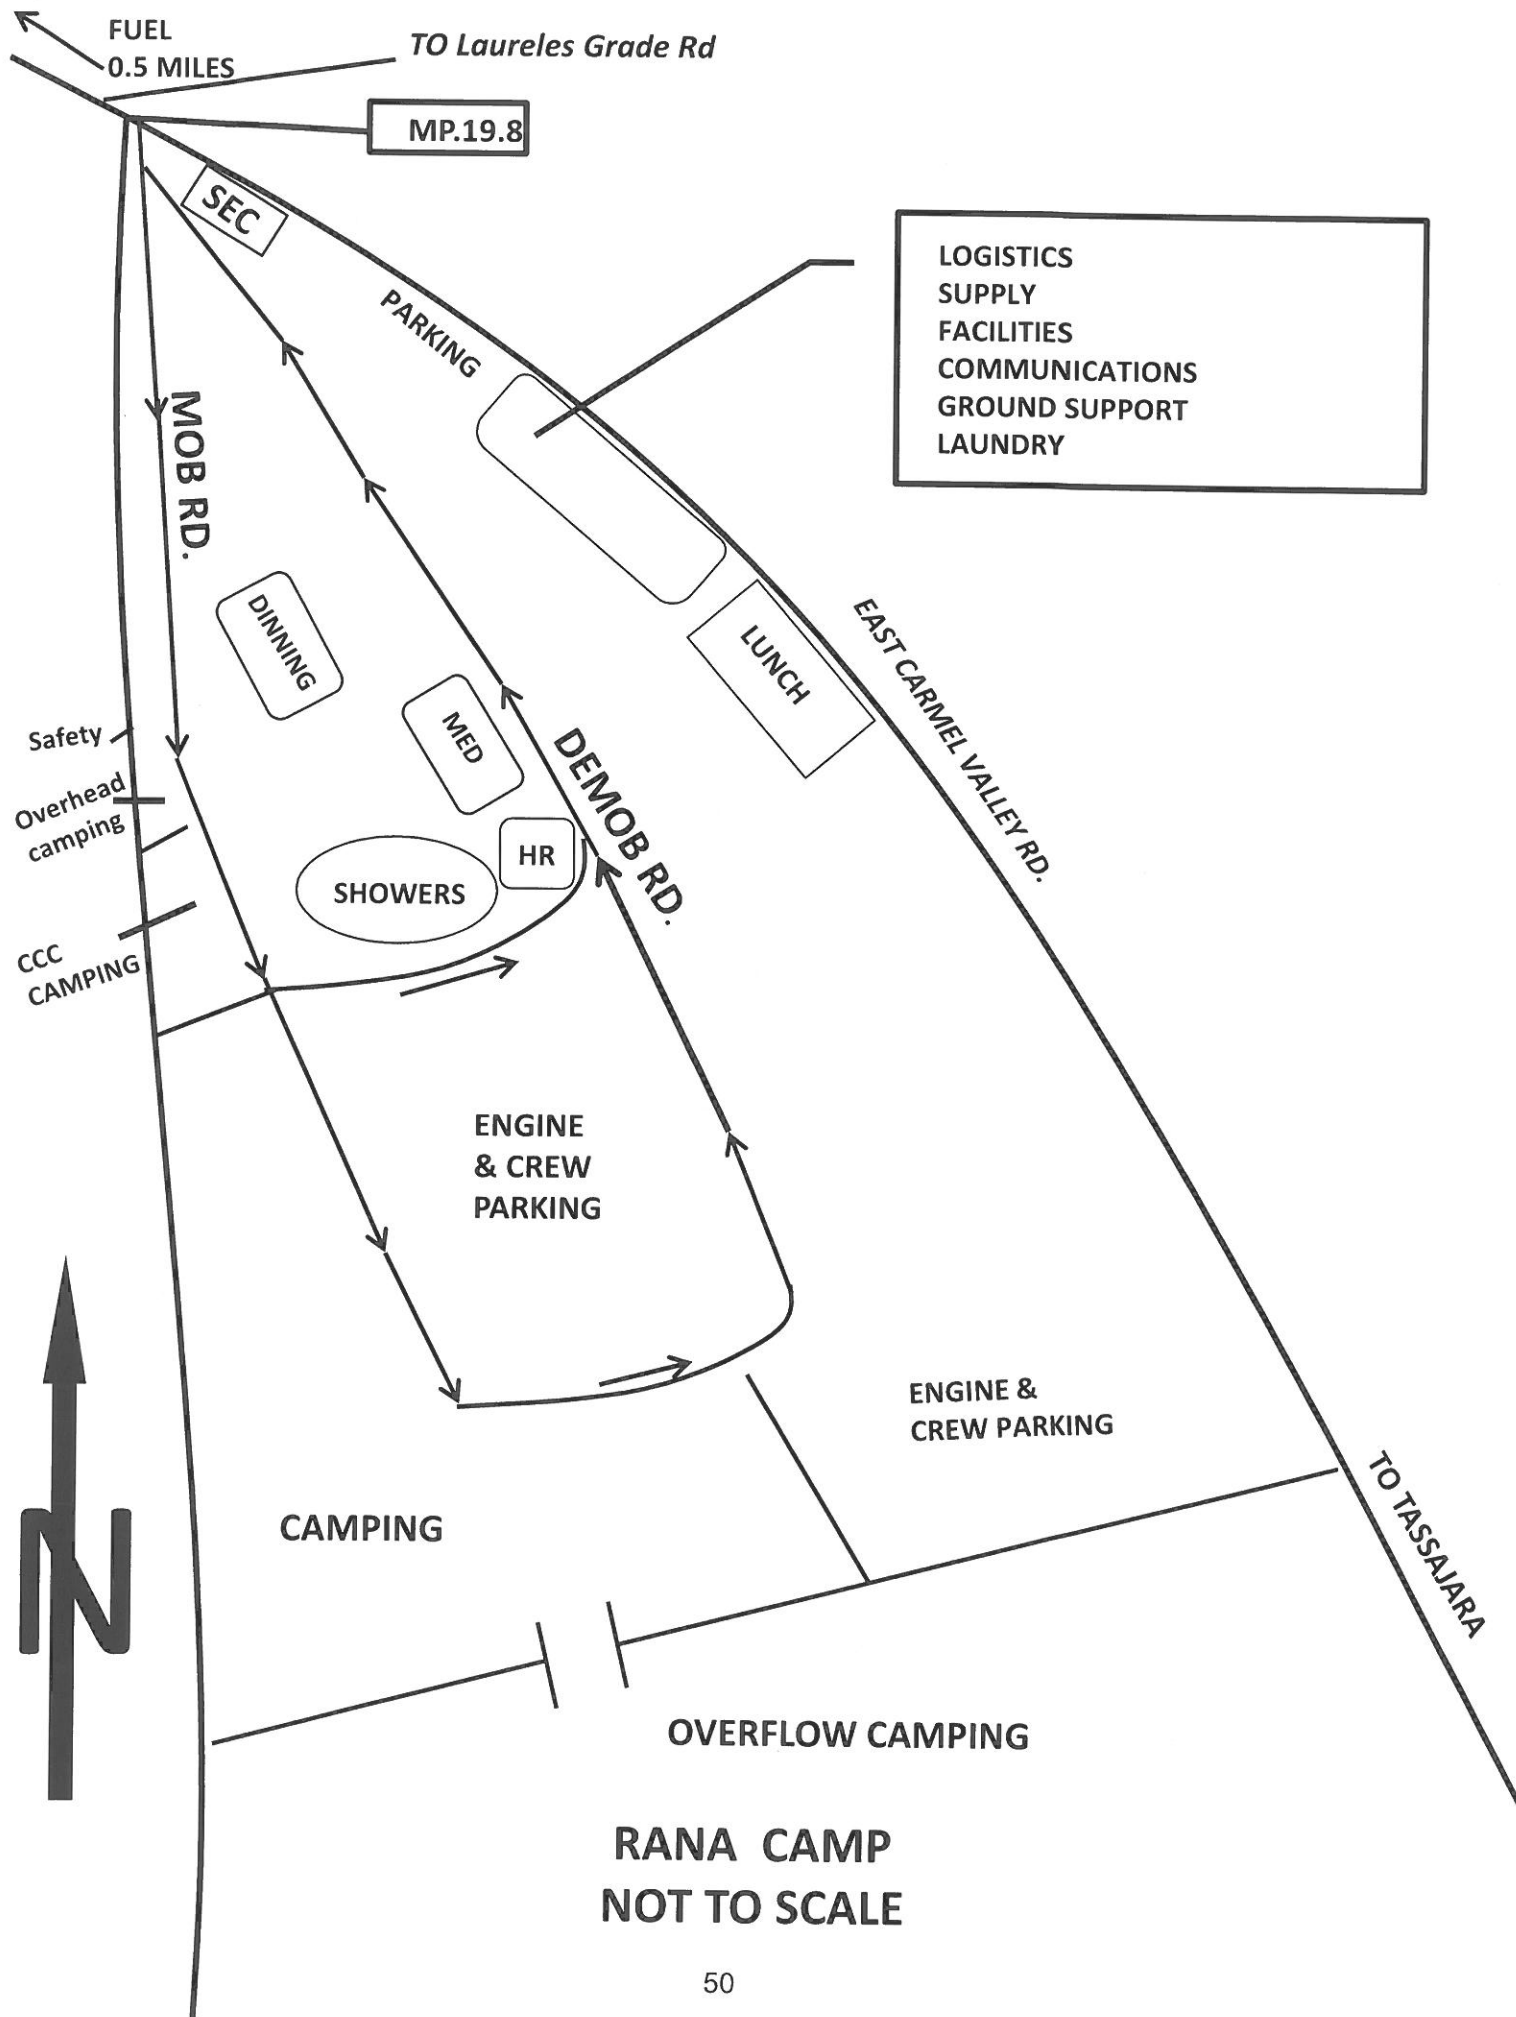 FUEL
0.5 MILES
TO Laureles Grade Rd
MP.19.8
SEC
PARKING
LOGISTICS
SUPPLY
FACILITIES
COMMUNICATIONS
GROUND SUPPORT
LAUNDRY
MOB RD.
DINNING
MED
LUNCH
EAST CARMEL VALLEY RD.
DEMOB RD.
Safety
Overhead
camping
HR
SHOWERS
CCC
CAMPING
ENGINE
& CREW
PARKING
ENGINE &
CREW PARKING
TO TASSAJARA
CAMPING
N
OVERFLOW CAMPING
RANA CAMP
NOT TO SCALE
50